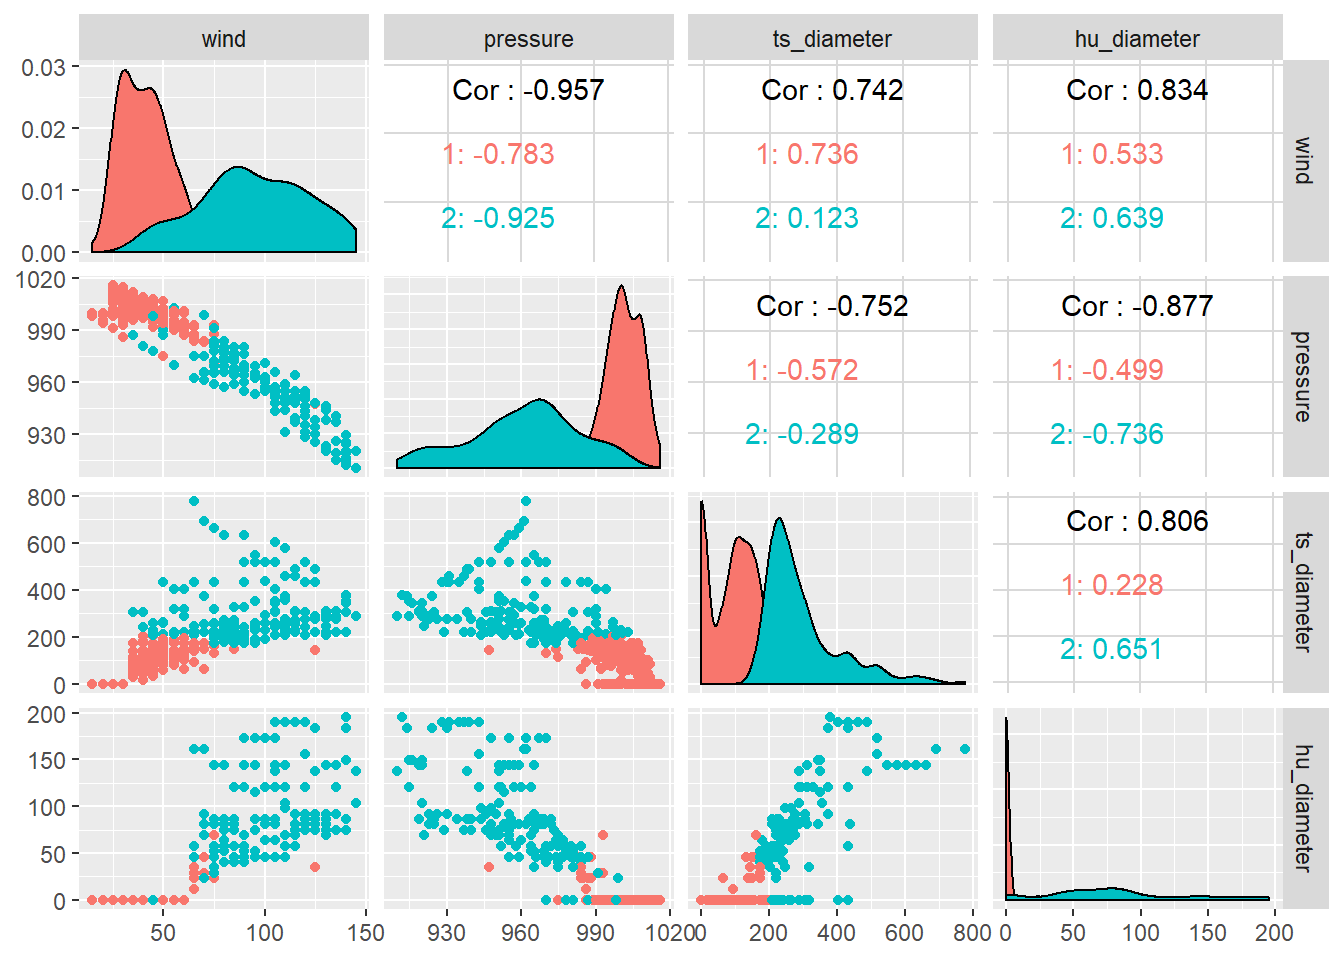 wind pressure ts_diameter hu_diameter
0.03
0.02
0.01
0.00
Cor : -0.957
1: -0.783
2: -0.925
Cor : 0.742
1: 0.736
2: 0.123
Cor : 0.834
1: 0.533
2: 0.639
wind
1020
990
960
930
Cor : -0.752
1: -0.572
2: -0.289
Cor : -0.877
1: -0.499
2: -0.736
pressure
800
600
400
200
0
Cor : 0.806
1: 0.228
2: 0.651
ts_diameter
200
150
100
50
0
hu_diameter
50 100 150 930 960 990 1020 0 200 400 600 800 0 50 100 150 200